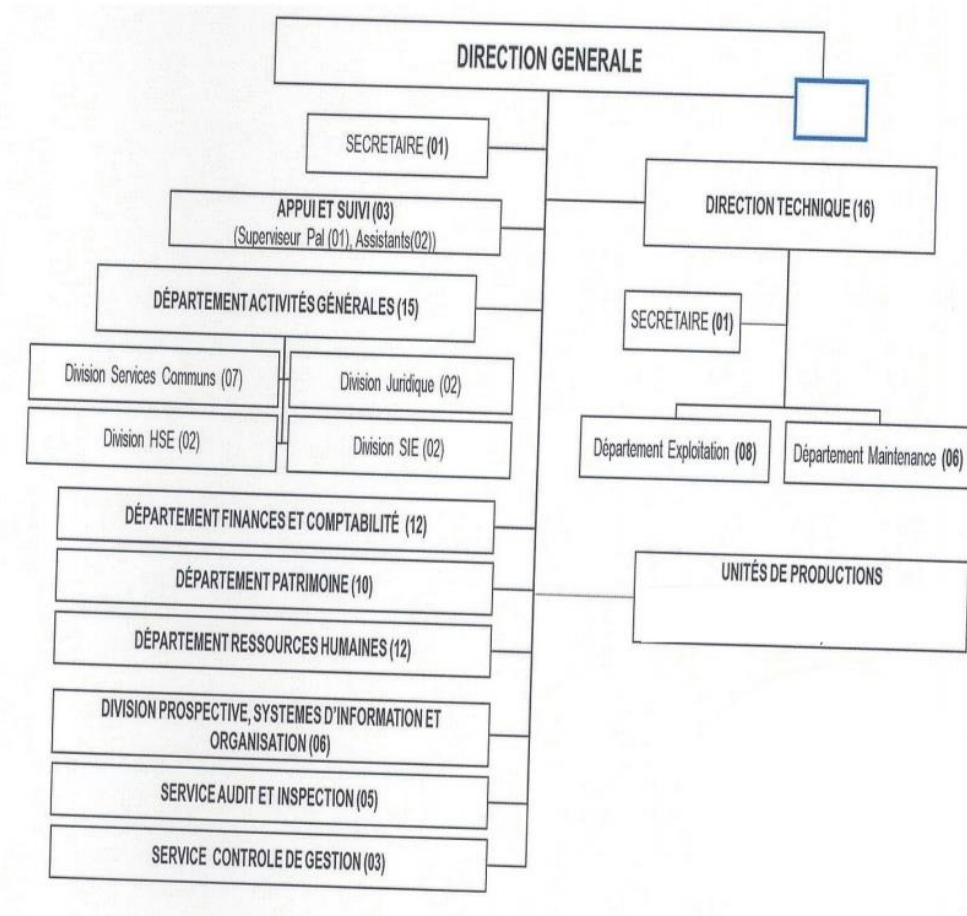 DIRECTION GENERALE
SECRETAIRE (01)
APPUI ET SUIVI (03)
(Superviseur Pal (01), Assistants(02))
DÉPARTEMENT ACTIVITÉS GÉNÉRALES (15)
Division Services Communs (07)
Division Juridique (02)
Division HSE (02)
Division SIE (02)
DÉPARTEMENT FINANCES ET COMPTABILITÉ (12)
DÉPARTEMENT PATRIMOINE (10)
DÉPARTEMENT RESSOURCES HUMAINES (12)
DIVISION PROSPECTIVE, SYSTEMES D'INFORMATION ET
ORGANISATION (06)
SERVICE AUDIT ET INSPECTION (05)
SERVICE CONTROLE DE GESTION (03)
DIRECTION TECHNIQUE (16)
SECRÉTAIRE (01)
Département Exploitation (08)
Département Maintenance (06)
UNITÉS DE PRODUCTIONS